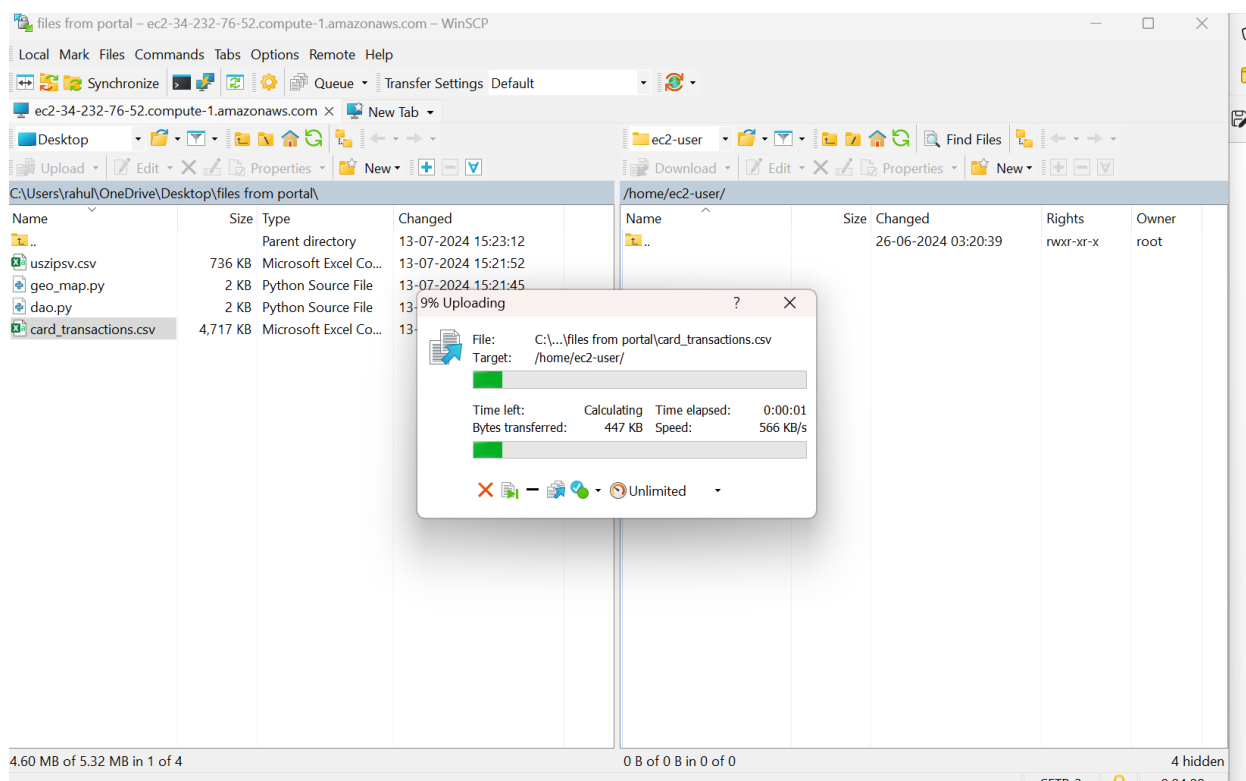 files from portal – ec2-34-232-76-52.compute-1.amazonaws.com – WinSCP
Local Mark Files Commands Tabs Options Remote Help
Synchronize Queue Transfer Settings Default
ec2-34-232-76-52.compute-1.amazonaws.com × New Tab
Desktop
Upload Edit Properties New
C:\Users\rahul\OneDrive\Desktop\files from portal\
Name Size Type Changed
.. Parent directory 13-07-2024 15:23:12
uszipsv.csv 736 KB Microsoft Excel Co... 13-07-2024 15:21:52
geo_map.py 2 KB Python Source File 13-07-2024 15:21:45
dao.py 2 KB Python Source File 13-
card_transactions.csv 4,717 KB Microsoft Excel Co... 13-
4.60 MB of 5.32 MB in 1 of 4
ec2-user Find Files
Download Edit Properties New
/home/ec2-user/
Name Size Changed Rights Owner
.. 26-06-2024 03:20:39 rwxr-xr-x root
0 B of 0 B in 0 of 0 4 hidden
9% Uploading ?
File: C:\...\files from portal\card_transactions.csv
Target: /home/ec2-user/
Time left: Calculating Time elapsed: 0:00:01
Bytes transferred: 447 KB Speed: 566 KB/s
Unlimited